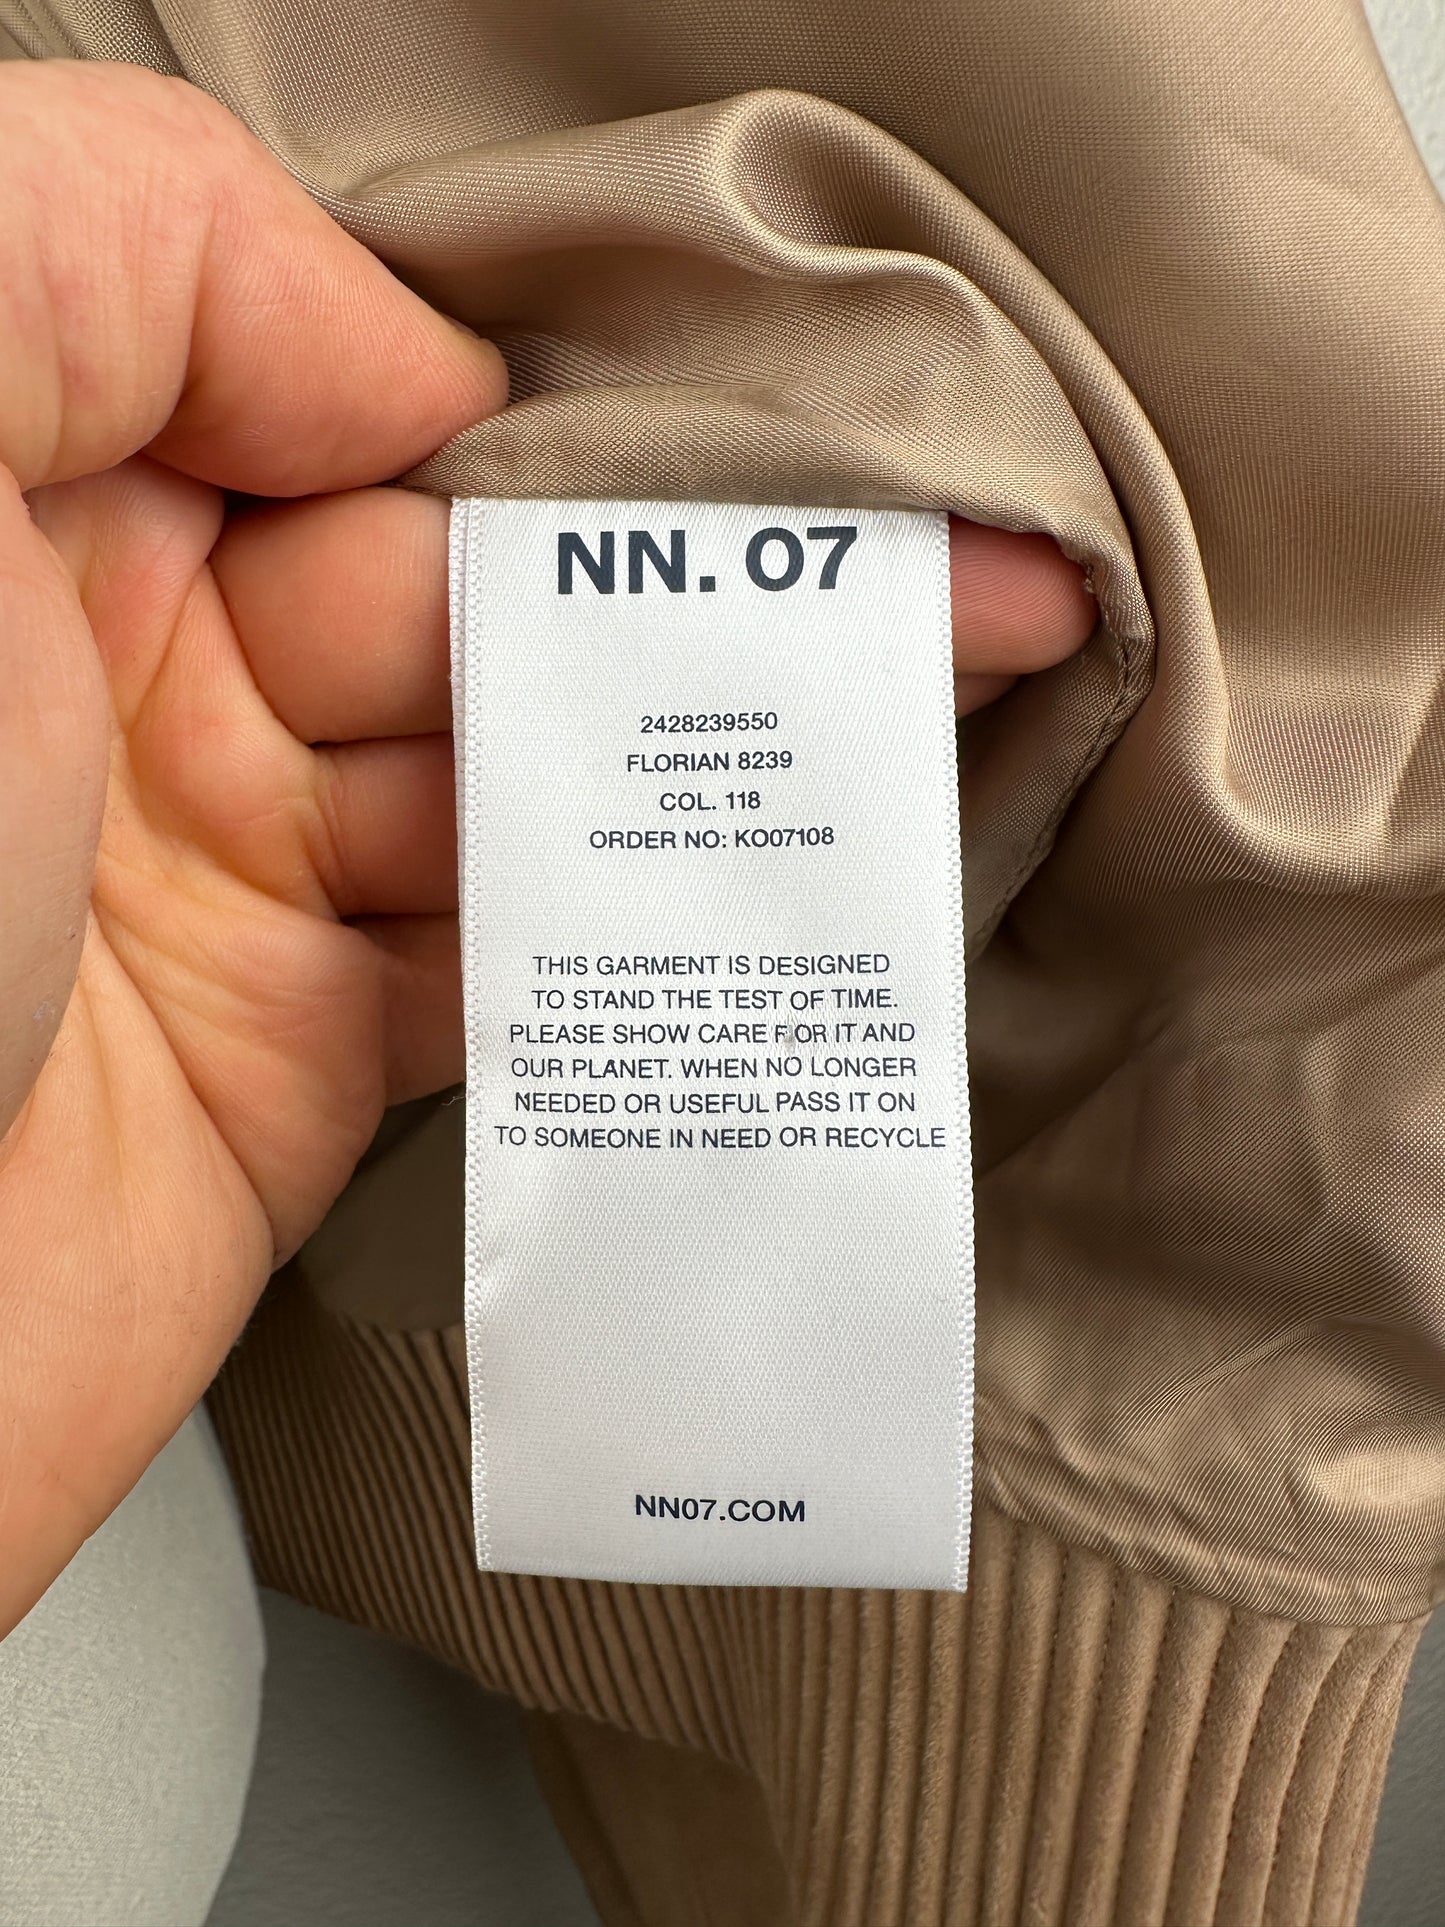 NN. 07
2428239550
FLORIAN 8239
COL. 118
ORDER NO: KO07108
THIS GARMENT IS DESIGNED
TO STAND THE TEST OF TIME.
PLEASE SHOW CARE FOR IT AND
OUR PLANET. WHEN NO LONGER
NEEDED OR USEFUL PASS IT ON
TO SOMEONE IN NEED OR RECYCLE
NN07.COM